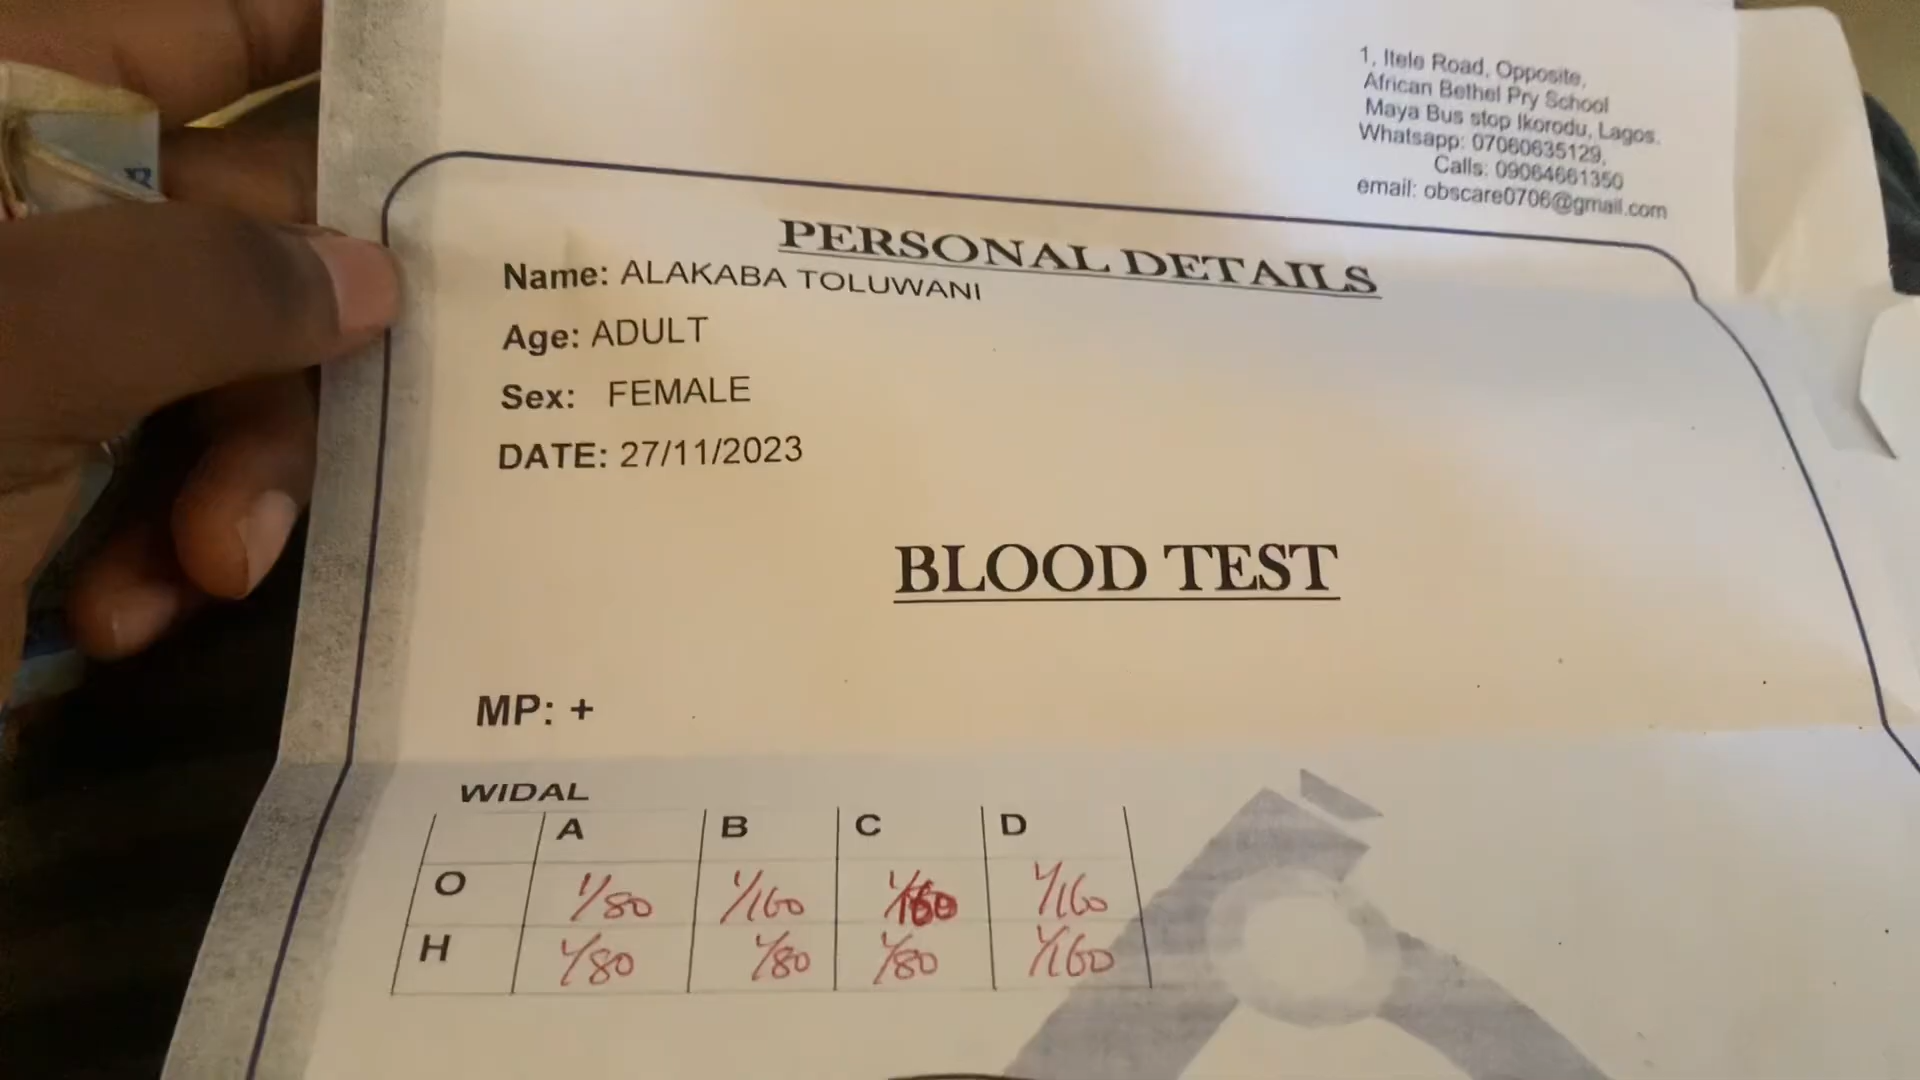 1, Itele Road, Opposite,
African Bethel Pry School
Maya Bus stop Ikorodu, Lagos.
Whatsapp: 07060635129,
Calls: 09064661350
email: obscare0706@gmail.com
PERSONAL DETAILS
Name: ALAKABA TOLUWANI
Age: ADULT
Sex: FEMALE
DATE: 27/11/2023
BLOOD TEST
MP: +
WIDAL
A B C D
O 1/80 1/160 1/160 1/160
H 1/80 1/80 1/80 1/160